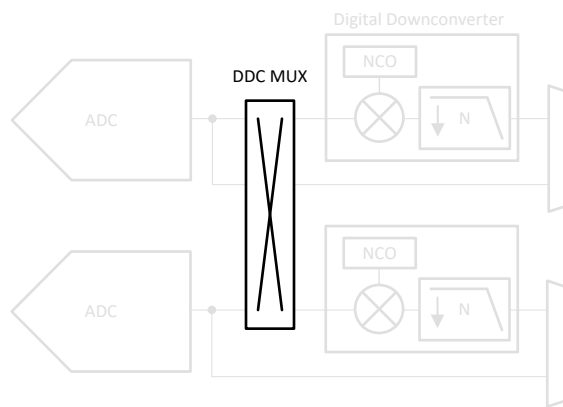 Digital Downconverter
NCO
DDC MUX
ADC
N
NCO
ADC
N